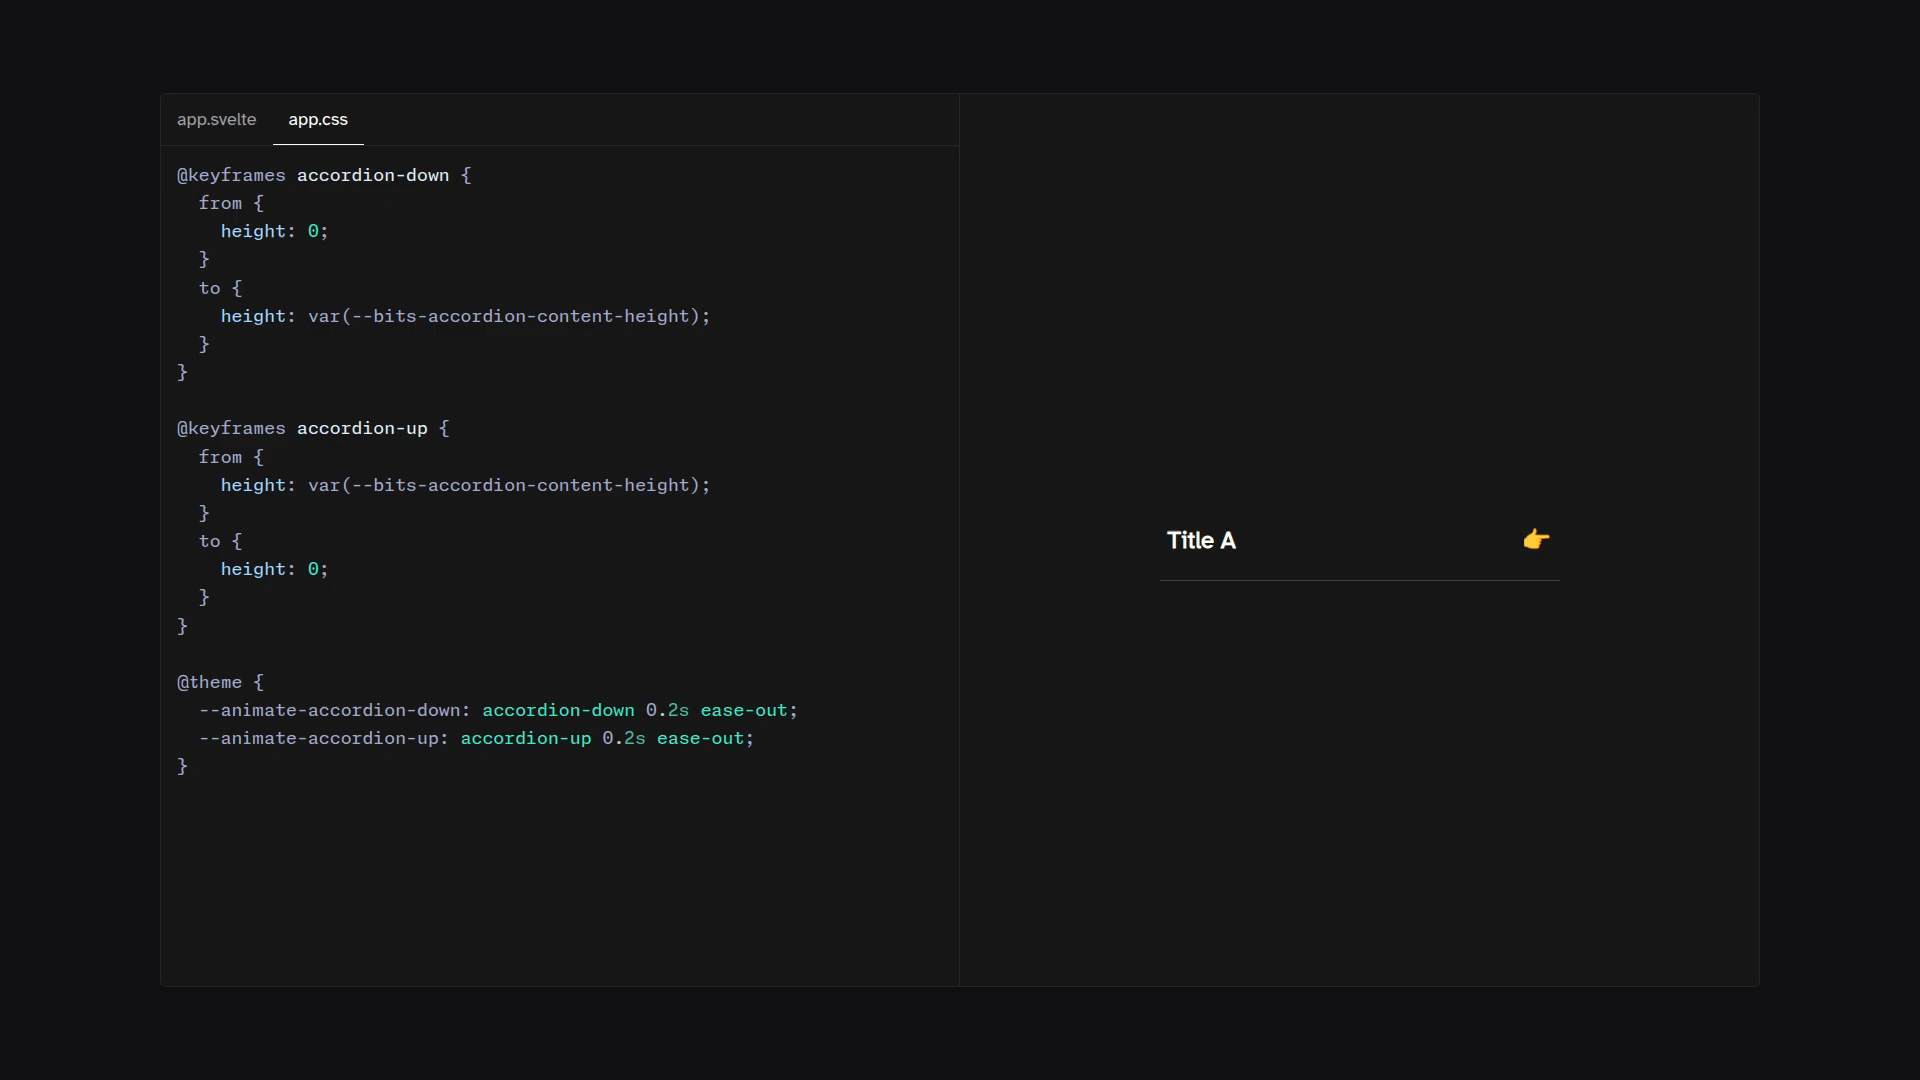 app.svelte app.css
@keyframes accordion-down {
  from {
    height: 0;
  }
  to {
    height: var(--bits-accordion-content-height);
  }
}

@keyframes accordion-up {
  from {
    height: var(--bits-accordion-content-height);
  }
  to {
    height: 0;
  }
}

@theme {
  --animate-accordion-down: accordion-down 0.2s ease-out;
  --animate-accordion-up: accordion-up 0.2s ease-out;
}
Title A 👉